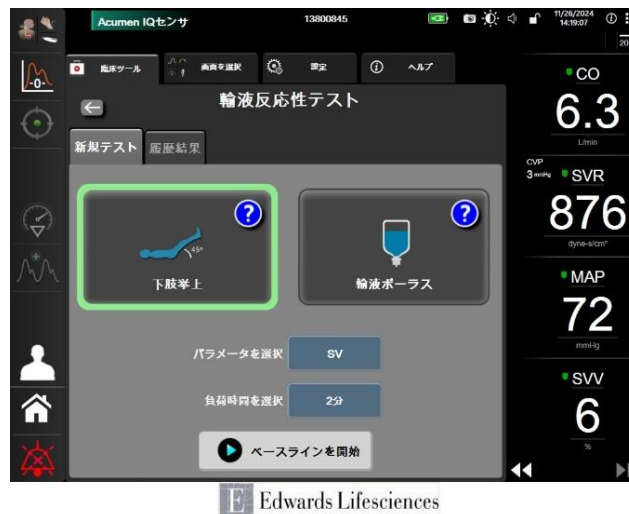 Acumen IQセンサ
13800845
11/26/2024
14:19:07
20
-0-
臨床ツール
画面を選択
設定
ヘルプ
輸液反応性テスト
新規テスト
履歴結果
?
45º
下肢挙上
?
輸液ボーラス
パラメータを選択
SV
負荷時間を選択
2分
ベースラインを開始
CO
6.3
L/min
CVP
3 mmHg
SVR
876
dyne-s/cm⁵
MAP
72
mmHg
SVV
6
%
E Edwards Lifesciences